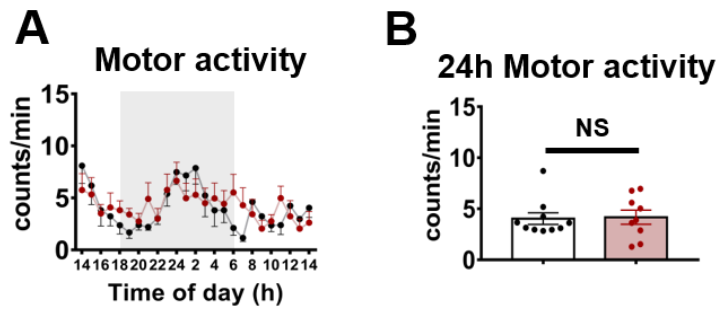 A
Motor activity
counts/min
15
10
5
0
14 16 18 20 22 24 2 4 6 8 10 12 14
Time of day (h)
B
24h Motor activity
counts/min
15
10
5
0
NS